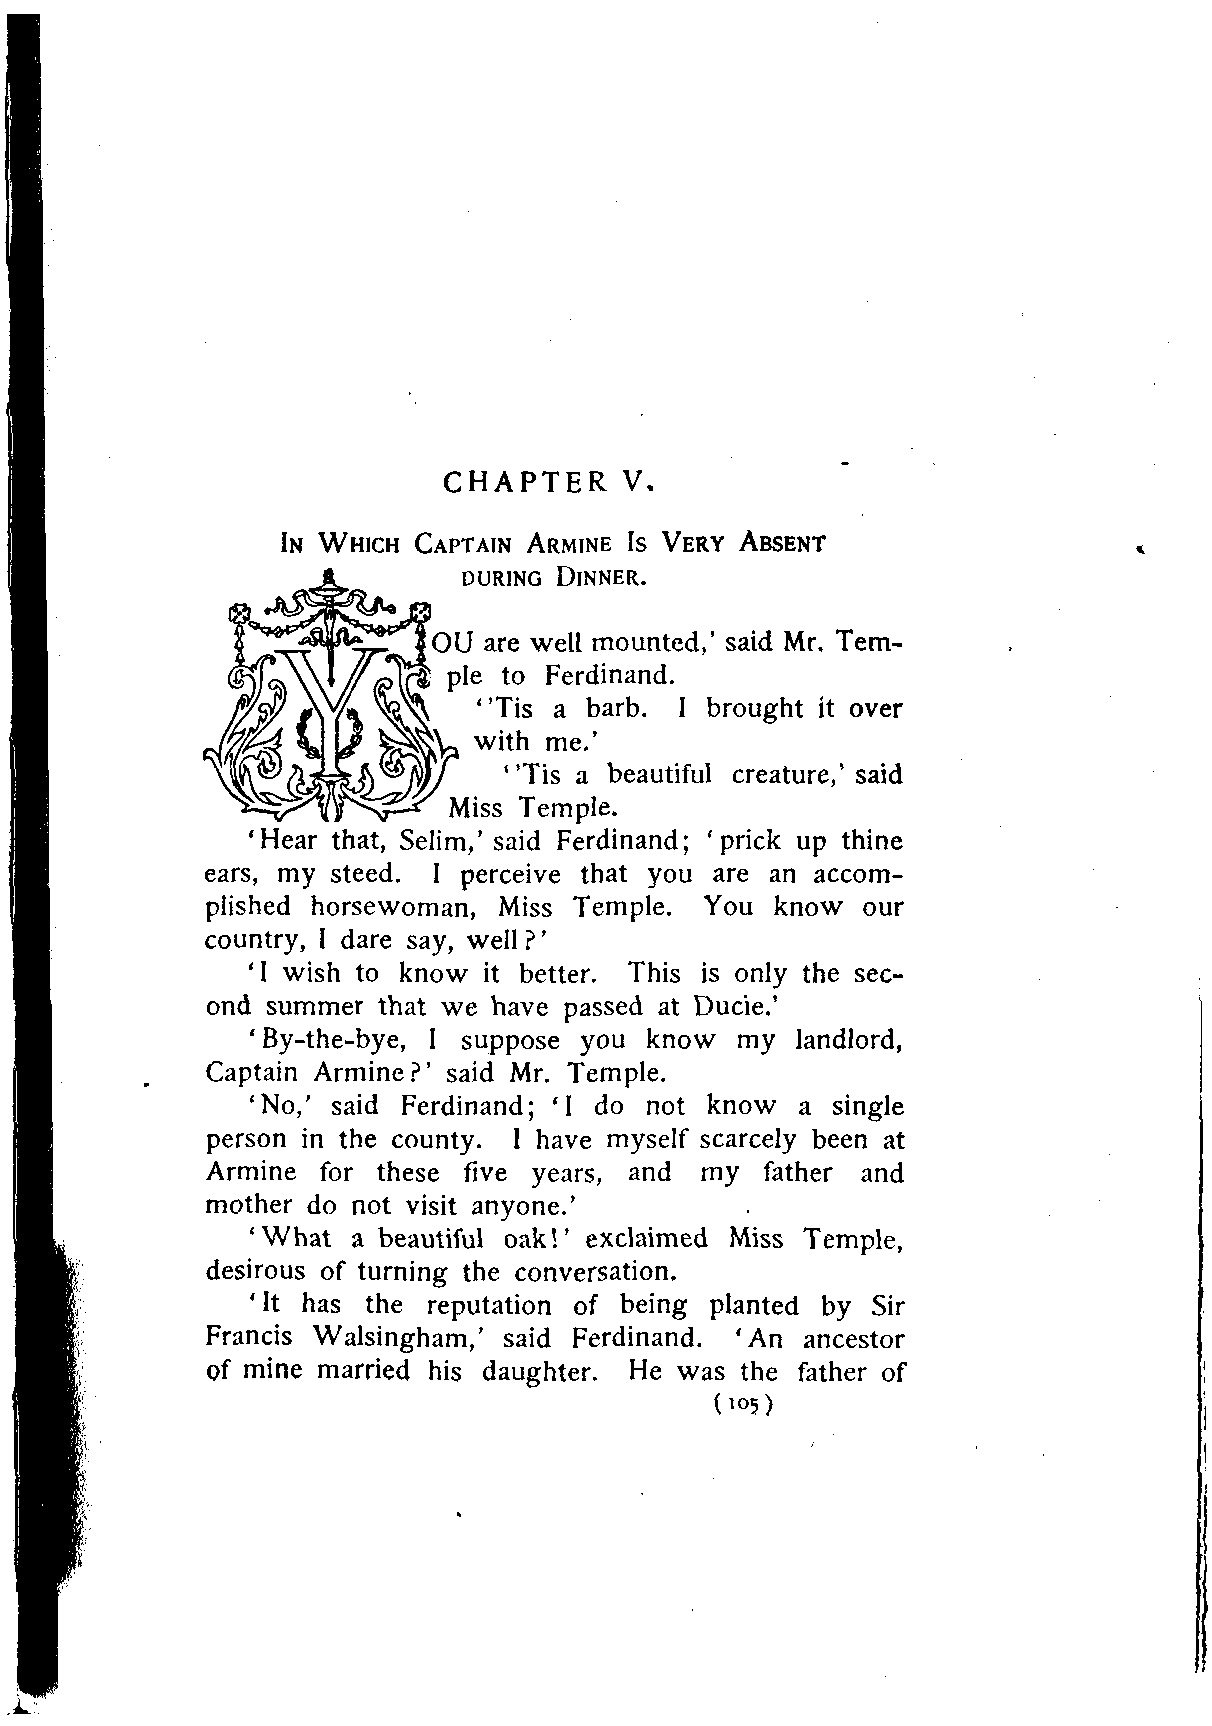 CHAPTER V.
IN WHICH CAPTAIN ARMINE IS VERY ABSENT
DURING DINNER.
YOU are well mounted,' said Mr. Tem-
ple to Ferdinand.
''Tis a barb. I brought it over
with me.'
''Tis a beautiful creature,' said
Miss Temple.
'Hear that, Selim,' said Ferdinand; 'prick up thine
ears, my steed. I perceive that you are an accom-
plished horsewoman, Miss Temple. You know our
country, I dare say, well?'
'I wish to know it better. This is only the sec-
ond summer that we have passed at Ducie.'
'By-the-bye, I suppose you know my landlord,
Captain Armine?' said Mr. Temple.
'No,' said Ferdinand; 'I do not know a single
person in the county. I have myself scarcely been at
Armine for these five years, and my father and
mother do not visit anyone.'
'What a beautiful oak!' exclaimed Miss Temple,
desirous of turning the conversation.
'It has the reputation of being planted by Sir
Francis Walsingham,' said Ferdinand. 'An ancestor
of mine married his daughter. He was the father of
(105)